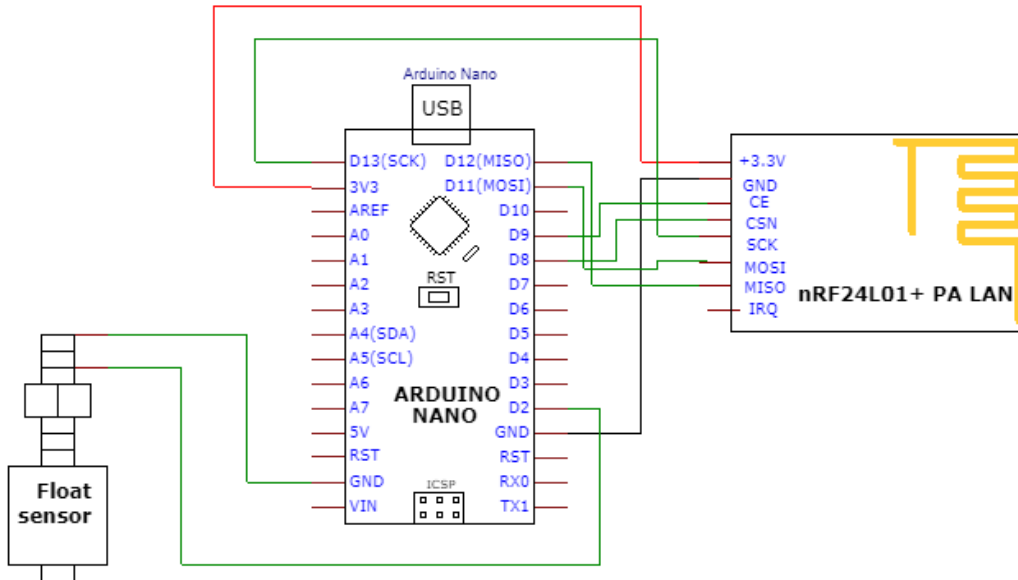 Arduino Nano
USB
D13(SCK)
3V3
AREF
A0
A1
A2
A3
A4(SDA)
A5(SCL)
A6
A7
5V
RST
GND
VIN
D12(MISO)
D11(MOSI)
D10
D9
D8
D7
D6
D5
D4
D3
D2
GND
RST
RX0
TX1
RST
ARDUINO
NANO
ICSP
+3.3V
GND
CE
CSN
SCK
MOSI
MISO
IRQ
nRF24L01+ PA LAN
Float
sensor